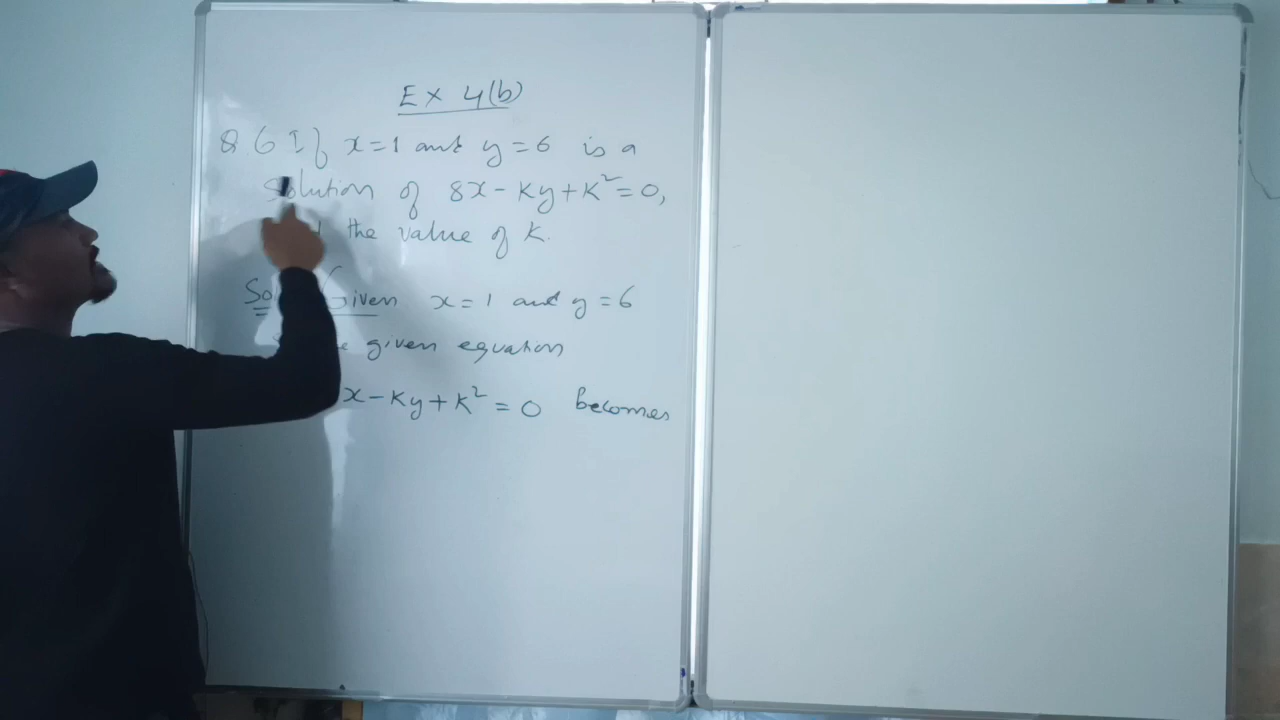 Ex 4(b)
Q 6 If x=1 and y=6 is a
Solution of 8x-Ky+K²=0,
the value of K.
Given x=1 and y=6
given equation
x-Ky+K²=0 becomes